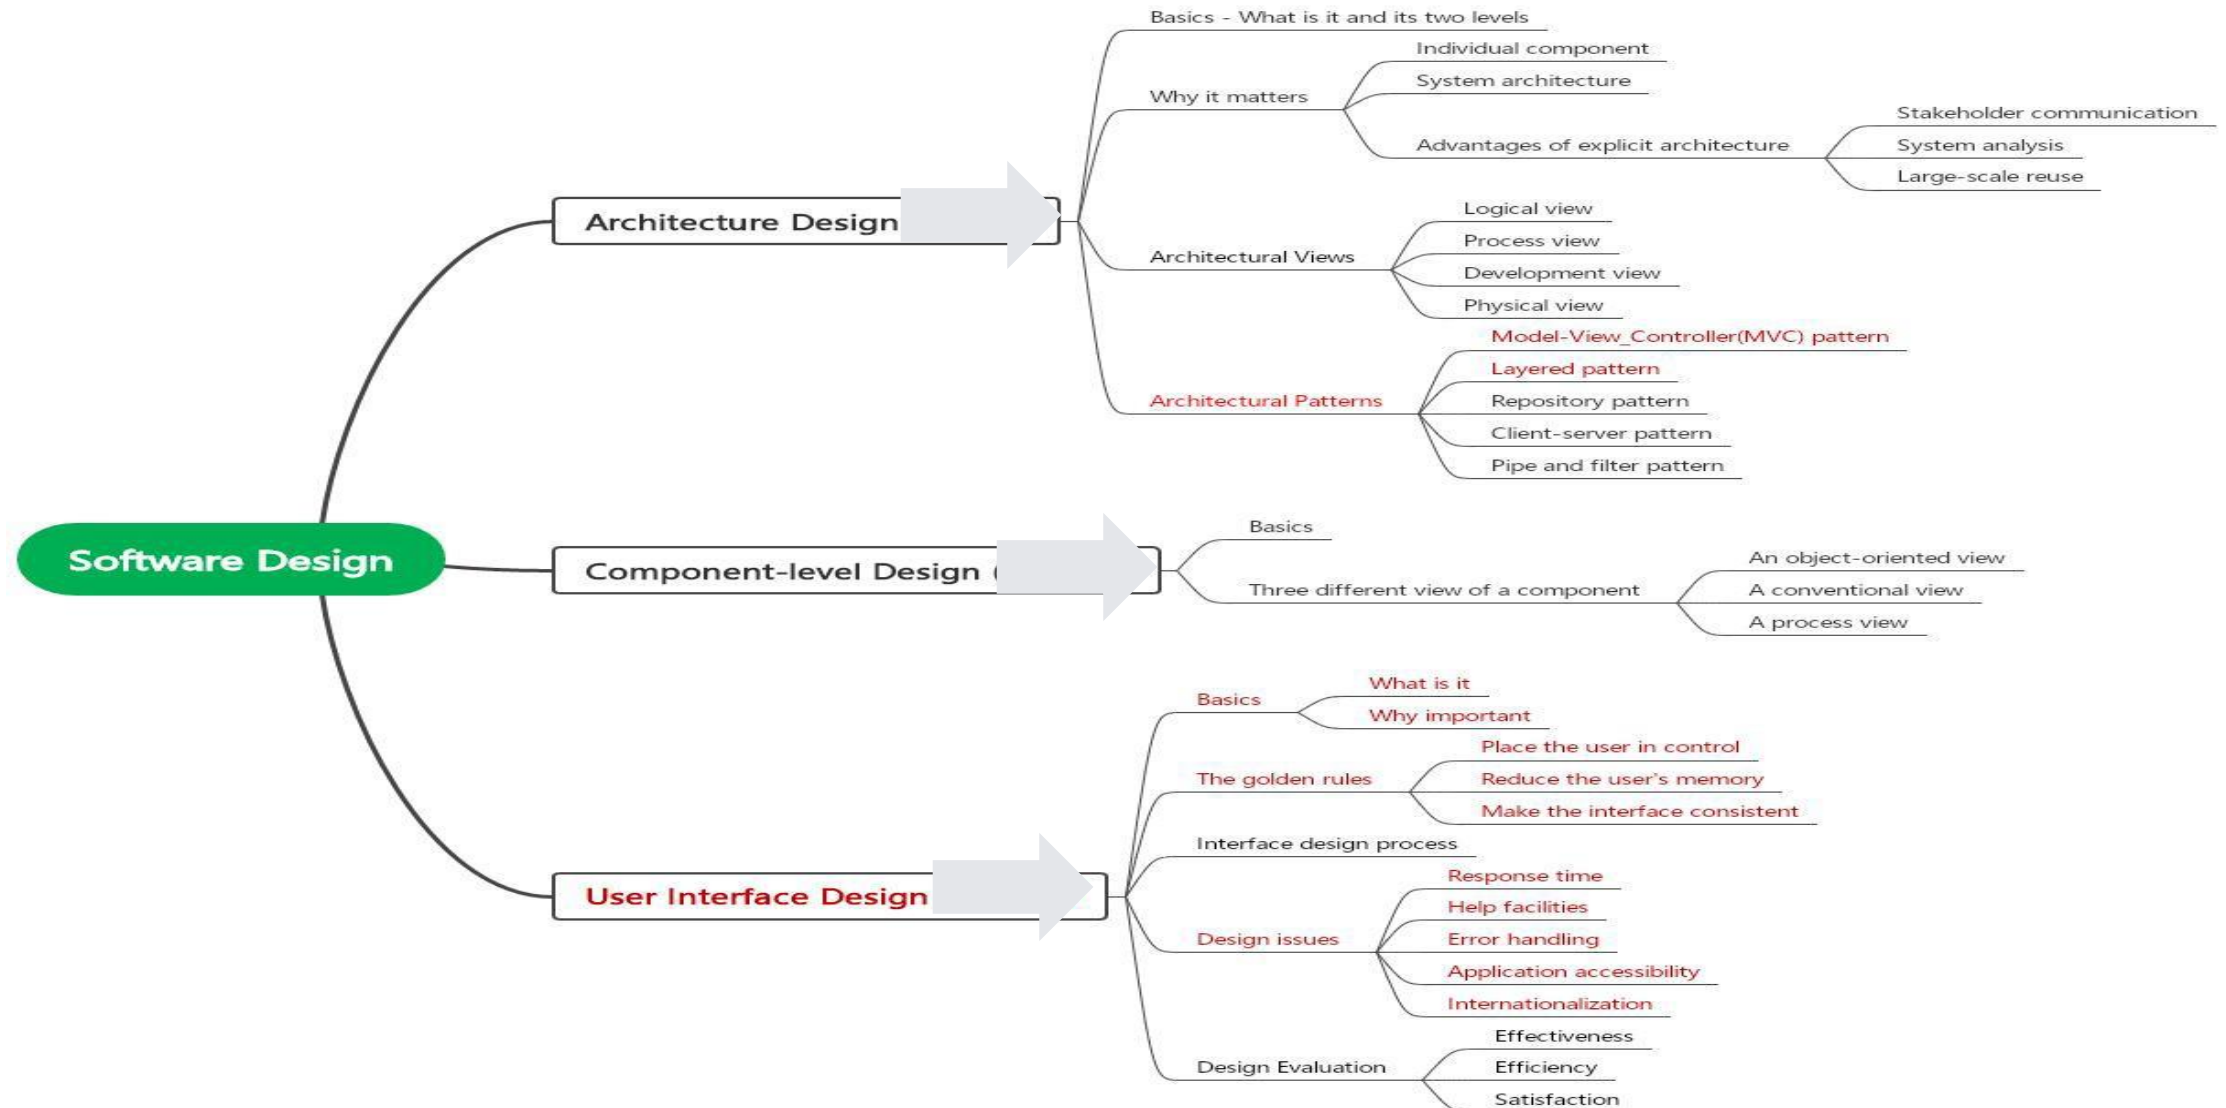 Software Design
Architecture Design
Basics - What is it and its two levels
Why it matters
Individual component
System architecture
Advantages of explicit architecture
Stakeholder communication
System analysis
Large-scale reuse
Architectural Views
Logical view
Process view
Development view
Physical view
Architectural Patterns
Model-View_Controller(MVC) pattern
Layered pattern
Repository pattern
Client-server pattern
Pipe and filter pattern
Component-level Design (
Basics
Three different view of a component
An object-oriented view
A conventional view
A process view
User Interface Design
Basics
What is it
Why important
The golden rules
Place the user in control
Reduce the user's memory
Make the interface consistent
Interface design process
Design issues
Response time
Help facilities
Error handling
Application accessibility
Internationalization
Design Evaluation
Effectiveness
Efficiency
Satisfaction